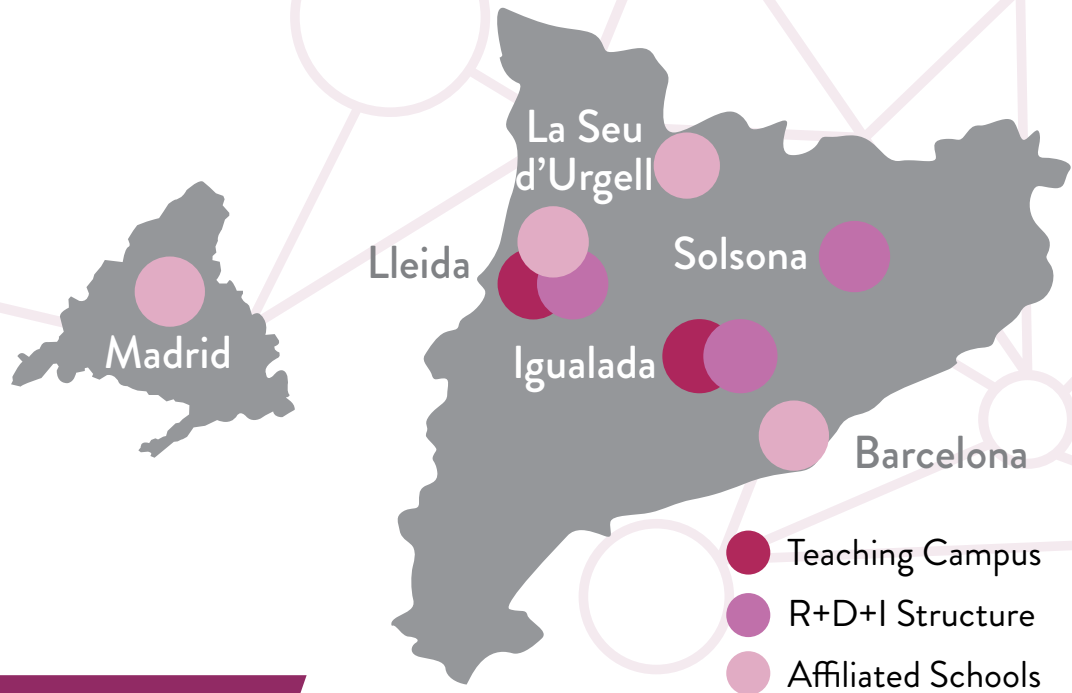 La Seu
d'Urgell
Lleida
Solsona
Madrid
Igualada
Barcelona
Teaching Campus
R+D+I Structure
Affiliated Schools